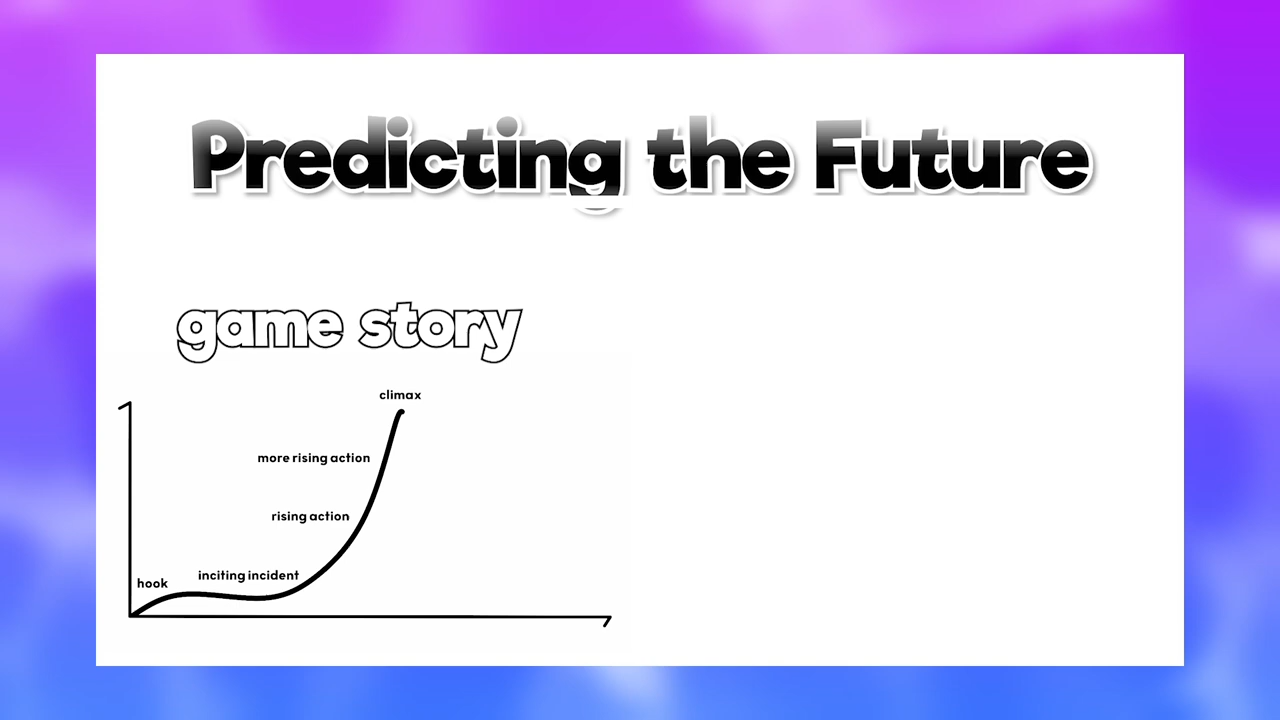 Predicting the Future
game story
climax
more rising action
rising action
inciting incident
hook